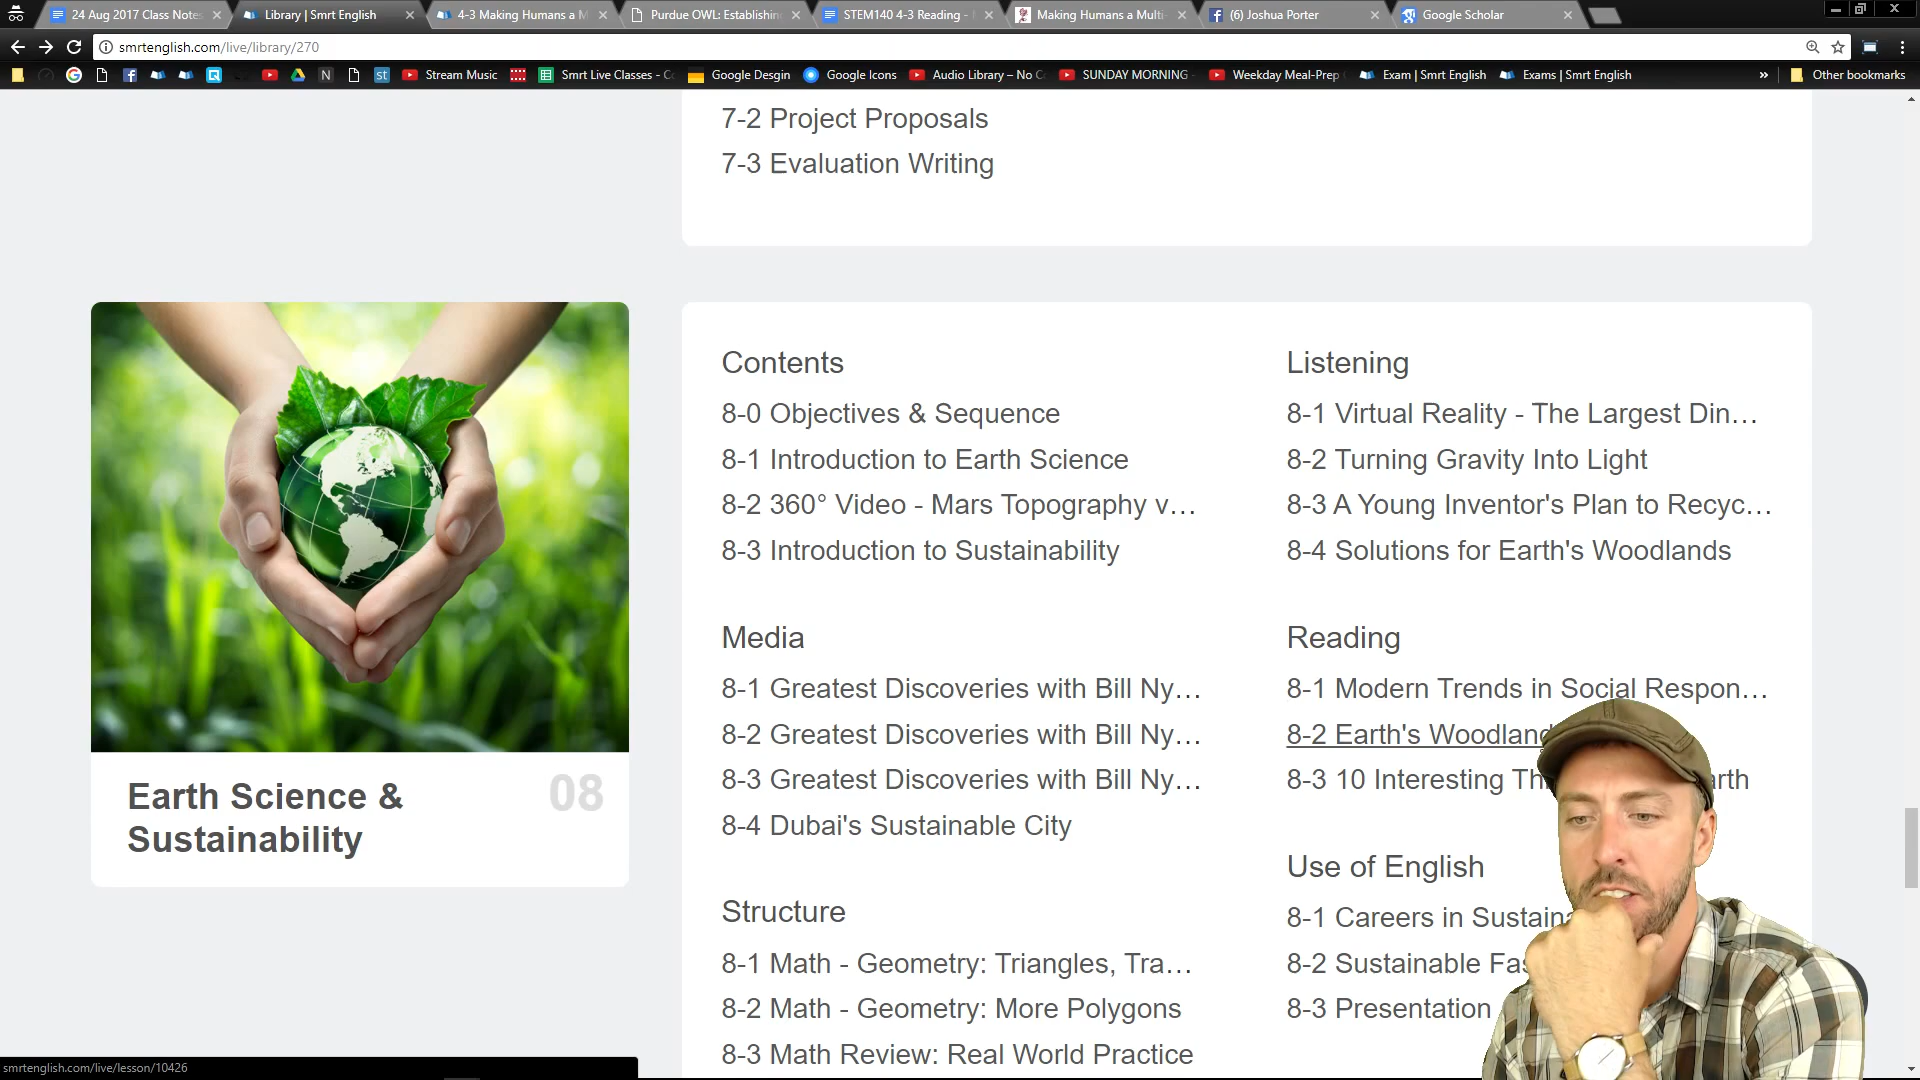 24 Aug 2017 Class Notes
Library | Smrt English
4-3 Making Humans a M
Purdue OWL: Establishin
STEM140 4-3 Reading -
Making Humans a Multi-
(6) Joshua Porter
Google Scholar
smrtenglish.com/live/library/270
Stream Music
Smrt Live Classes - Co
Google Desgin
Google Icons
Audio Library – No C
SUNDAY MORNING
Weekday Meal-Prep
Exam | Smrt English
Exams | Smrt English
»
Other bookmarks
7-2 Project Proposals
7-3 Evaluation Writing
Earth Science &
Sustainability
08
Contents
8-0 Objectives & Sequence
8-1 Introduction to Earth Science
8-2 360° Video - Mars Topography v...
8-3 Introduction to Sustainability
Media
8-1 Greatest Discoveries with Bill Ny...
8-2 Greatest Discoveries with Bill Ny...
8-3 Greatest Discoveries with Bill Ny...
8-4 Dubai's Sustainable City
Structure
8-1 Math - Geometry: Triangles, Tra...
8-2 Math - Geometry: More Polygons
8-3 Math Review: Real World Practice
Listening
8-1 Virtual Reality - The Largest Din...
8-2 Turning Gravity Into Light
8-3 A Young Inventor's Plan to Recyc...
8-4 Solutions for Earth's Woodlands
Reading
8-1 Modern Trends in Social Respon...
8-2 Earth's Woodland
8-3 10 Interesting Th arth
Use of English
8-1 Careers in Sustaina
8-2 Sustainable Fas
8-3 Presentation
smrtenglish.com/live/lesson/10426